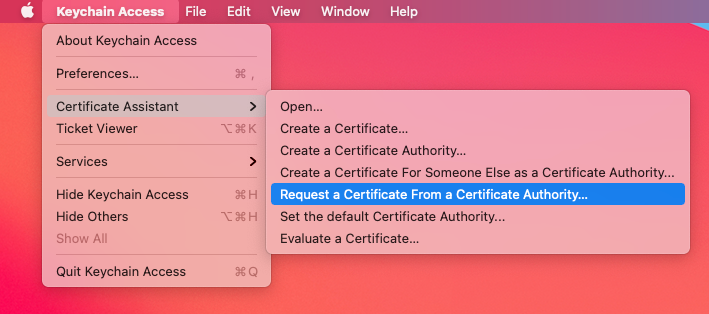 Keychain Access File Edit View Window Help
About Keychain Access
Preferences... ⌘ ,
Certificate Assistant >
Ticket Viewer ⌥⌘K
Services >
Hide Keychain Access ⌘H
Hide Others ⌥⌘H
Show All
Quit Keychain Access ⌘Q
Open...
Create a Certificate...
Create a Certificate Authority...
Create a Certificate For Someone Else as a Certificate Authority...
Request a Certificate From a Certificate Authority...
Set the default Certificate Authority...
Evaluate a Certificate...